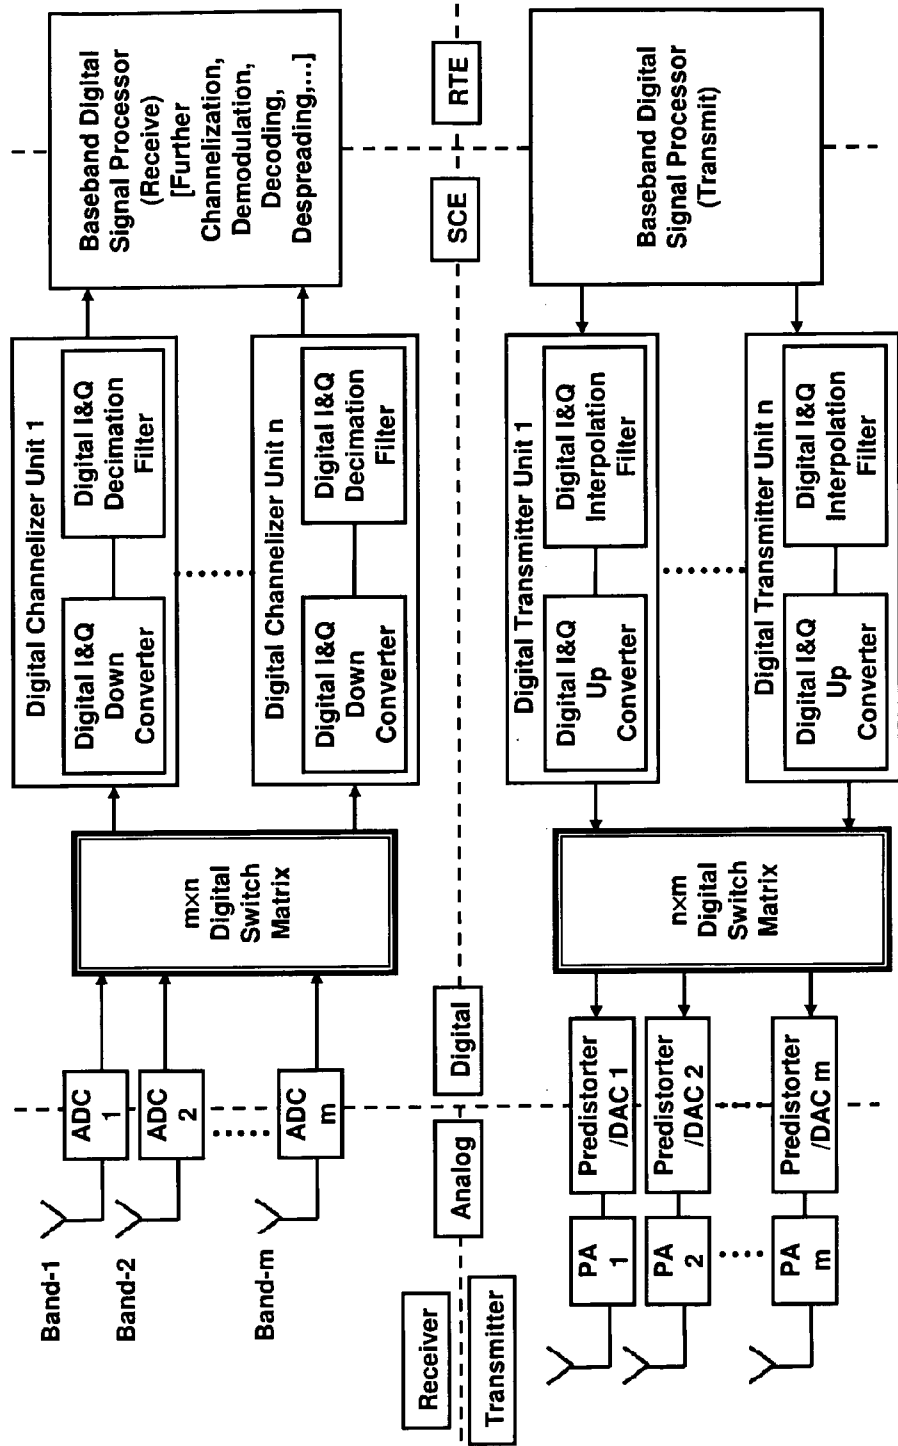 Band-1
Band-2
Band-m
ADC
1
ADC
2
ADC
m
m×n
Digital
Switch
Matrix
Digital Channelizer Unit 1
Digital I&Q
Down
Converter
Digital I&Q
Decimation
Filter
Digital Channelizer Unit n
Digital I&Q
Down
Converter
Digital I&Q
Decimation
Filter
Baseband Digital
Signal Processor
(Receive)
[Further
Channelization,
Demodulation,
Decoding,
Despreading,...]
Receiver
Transmitter
Analog
Digital
SCE
RTE
PA
1
PA
2
PA
m
Predistorter
/DAC 1
Predistorter
/DAC 2
Predistorter
/DAC m
n×m
Digital
Switch
Matrix
Digital Transmitter Unit 1
Digital I&Q
Up
Converter
Digital I&Q
Interpolation
Filter
Digital Transmitter Unit n
Digital I&Q
Up
Converter
Digital I&Q
Interpolation
Filter
Baseband Digital
Signal Processor
(Transmit)